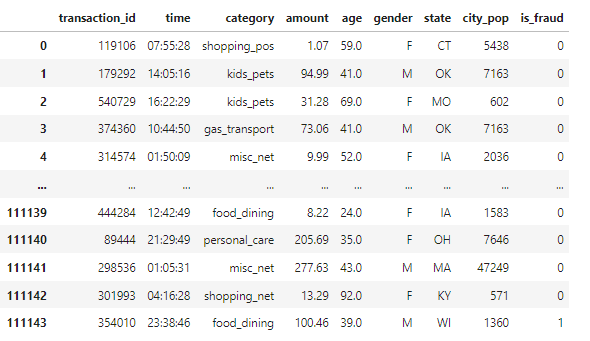 transaction_id time category amount age gender state city_pop is_fraud
0 119106 07:55:28 shopping_pos 1.07 59.0 F CT 5438 0
1 179292 14:05:16 kids_pets 94.99 41.0 M OK 7163 0
2 540729 16:22:29 kids_pets 31.28 69.0 F MO 602 0
3 374360 10:44:50 gas_transport 73.06 41.0 M OK 7163 0
4 314574 01:50:09 misc_net 9.99 52.0 F IA 2036 0
... ... ... ... ... ... ... ... ... ...
111139 444284 12:42:49 food_dining 8.22 24.0 F IA 1583 0
111140 89444 21:29:49 personal_care 205.69 35.0 F OH 7646 0
111141 298536 01:05:31 misc_net 277.63 43.0 M MA 47249 0
111142 301993 04:16:28 shopping_net 13.29 92.0 F KY 571 0
111143 354010 23:38:46 food_dining 100.46 39.0 M WI 1360 1